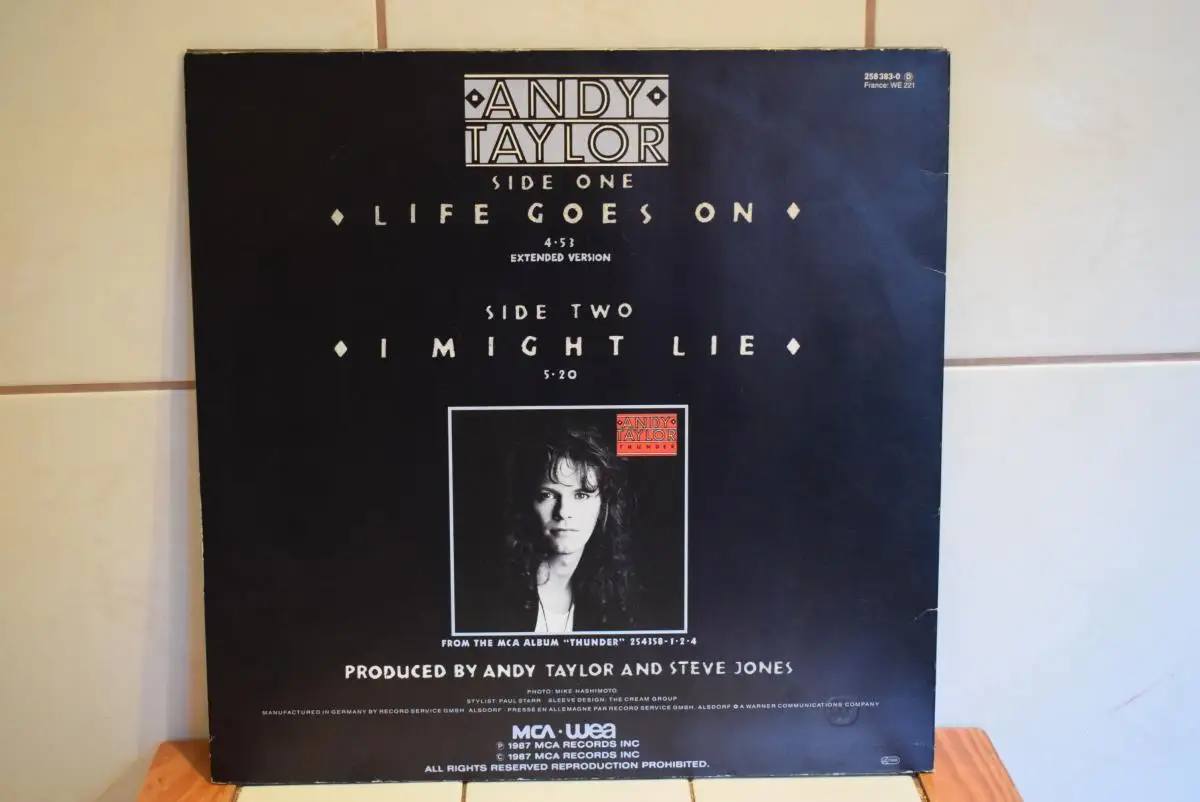 ANDY
TAYLOR
258 383-0 D
France: WE 221
SIDE ONE
LIFE GOES ON
4·53
EXTENDED VERSION
SIDE TWO
I MIGHT LIE
5·20
ANDY
TAYLOR
THUNDER
FROM THE MCA ALBUM "THUNDER" 254358-1·2·4
PRODUCED BY ANDY TAYLOR AND STEVE JONES
PHOTO: MIKE HASHIMOTO
STYLIST: PAUL STARR SLEEVE DESIGN: THE CREAM GROUP
MANUFACTURED IN GERMANY BY RECORD SERVICE GMBH, ALSDORF · PRESSE EN ALLEMAGNE PAR RECORD SERVICE GMBH, ALSDORF A WARNER COMMUNICATIONS COMPANY
MCA · wea
℗ 1987 MCA RECORDS INC
© 1987 MCA RECORDS INC
ALL RIGHTS RESERVED REPRODUCTION PROHIBITED.